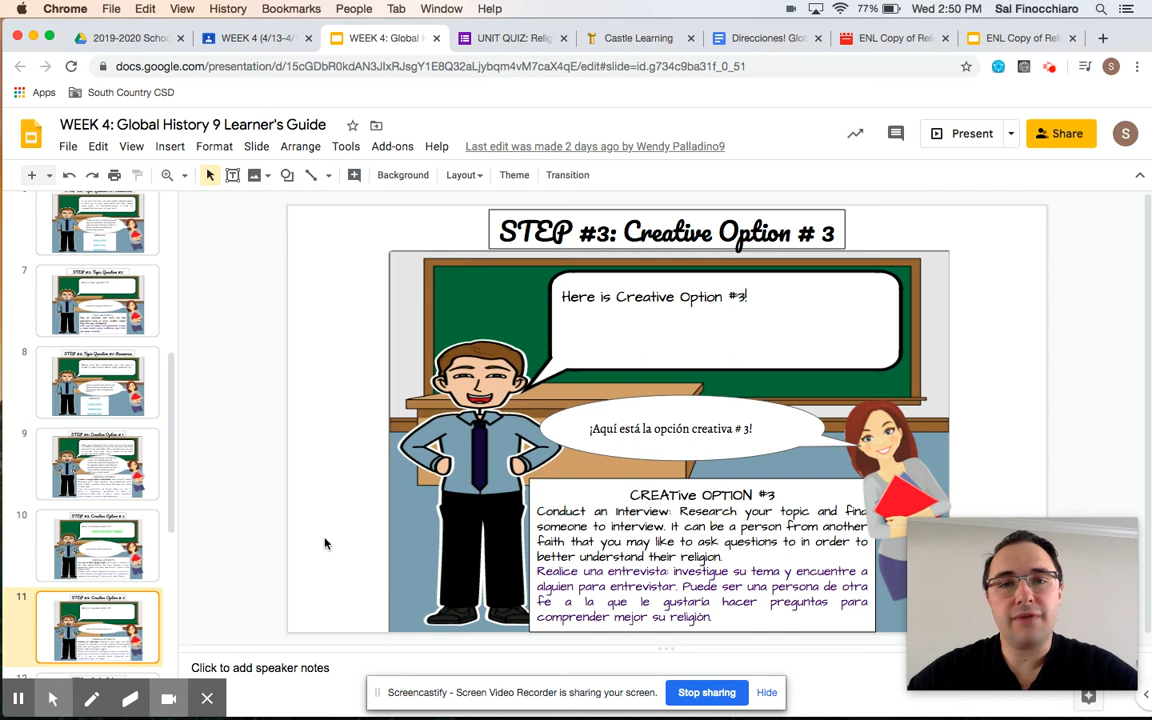 Chrome File Edit View History Bookmarks People Tab Window Help 77% Wed 2:50 PM Sal Finocchiaro
2019-2020 Schoo
WEEK 4 (4/13-4/
WEEK 4: Global H
UNIT QUIZ: Relig
Castle Learning
Direcciones! Glob
ENL Copy of Reli
ENL Copy of Reli
docs.google.com/presentation/d/15cGDbR0kdAN3JIxRJsgY1E8Q32aLjybqm4vM7caX4qE/edit#slide=id.g734c9ba31f_0_51
S
Apps South Country CSD
WEEK 4: Global History 9 Learner's Guide
Present
Share
S
File Edit View Insert Format Slide Arrange Tools Add-ons Help Last edit was made 2 days ago by Wendy Palladino9
Background Layout Theme Transition
7
8
9
10
11
STEP #3: Creative Option # 3
Here is Creative Option #3!
¡Aquí está la opción creativa # 3!
CREATive OPTION #3
Conduct an Interview: Research your topic and find
someone to interview. It can be a person from another
faith that you may like to ask questions to in order to
better understand their religion.
Realice una entrevista: investigue su tema y encuentre a
alguien para entrevistar. Puede ser una persona de otra
fe a la que le gustaría hacer preguntas para
comprender mejor su religión.
Click to add speaker notes
Screencastify - Screen Video Recorder is sharing your screen. Stop sharing Hide